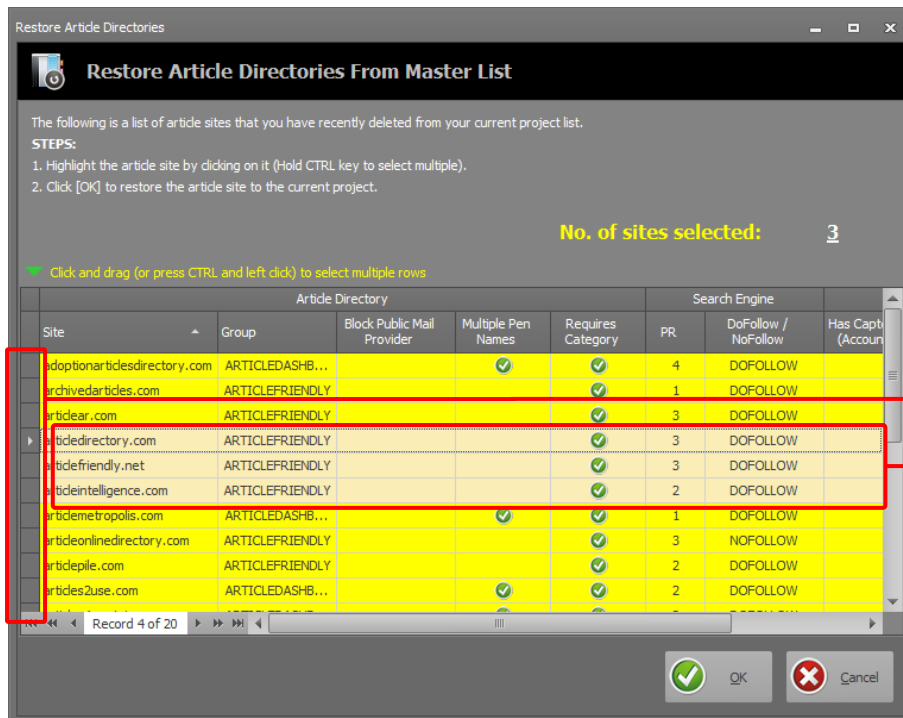 Restore Article Directories
Restore Article Directories From Master List
The following is a list of article sites that you have recently deleted from your current project list.
STEPS:
1. Highlight the article site by clicking on it (Hold CTRL key to select multiple).
2. Click [OK] to restore the article site to the current project.
No. of sites selected: 3
Click and drag (or press CTRL and left click) to select multiple rows
Article Directory Search Engine
Site Group Block Public Mail Provider Multiple Pen Names Requires Category PR DoFollow / NoFollow Has Capt (Accoun
adoptionarticlesdirectory.com ARTICLEDASHB... 4 DOFOLLOW
archivedarticles.com ARTICLEFRIENDLY 1 DOFOLLOW
articlear.com ARTICLEFRIENDLY 3 DOFOLLOW
articledirectory.com ARTICLEFRIENDLY 3 DOFOLLOW
articlefriendly.net ARTICLEFRIENDLY 3 DOFOLLOW
articleintelligence.com ARTICLEFRIENDLY 2 DOFOLLOW
articlemetropolis.com ARTICLEDASHB... 1 DOFOLLOW
articleonlinedirectory.com ARTICLEFRIENDLY 3 NOFOLLOW
articlepile.com ARTICLEFRIENDLY 2 DOFOLLOW
articles2use.com ARTICLEDASHB... 2 DOFOLLOW
Record 4 of 20
OK Cancel